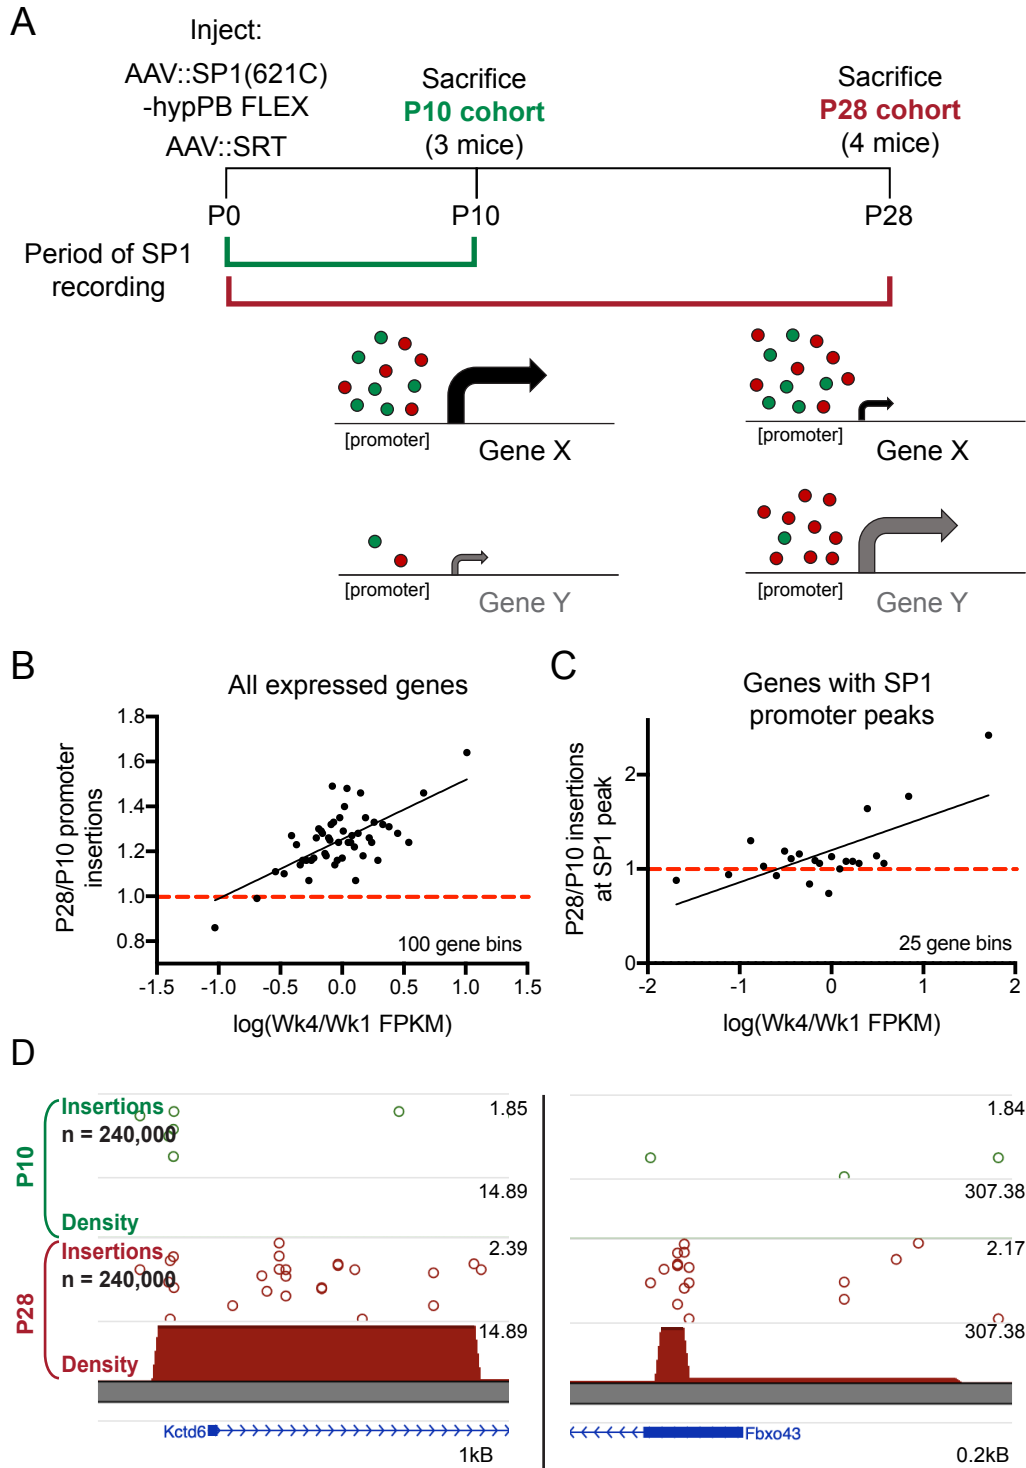 A
Inject:
AAV::SP1(621C)
-hypPB FLEX
AAV::SRT
Sacrifice
P10 cohort
(3 mice)
Sacrifice
P28 cohort
(4 mice)
P0
P10
P28
Period of SP1
recording
[promoter]
Gene X
[promoter]
Gene X
[promoter]
Gene Y
[promoter]
Gene Y
B
All expressed genes
P28/P10 promoter
insertions
1.8
1.6
1.4
1.2
1.0
0.8
100 gene bins
-1.5
-1.0
-0.5
0.0
0.5
1.0
1.5
log(Wk4/Wk1 FPKM)
C
Genes with SP1
promoter peaks
P28/P10 insertions
at SP1 peak
2
1
0
25 gene bins
-2
-1
0
1
2
log(Wk4/Wk1 FPKM)
D
P10
Insertions
n = 240,000
1.85
14.89
Density
P28
Insertions
n = 240,000
2.39
14.89
Density
Kctd6
1kB
1.84
307.38
2.17
307.38
Fbxo43
0.2kB